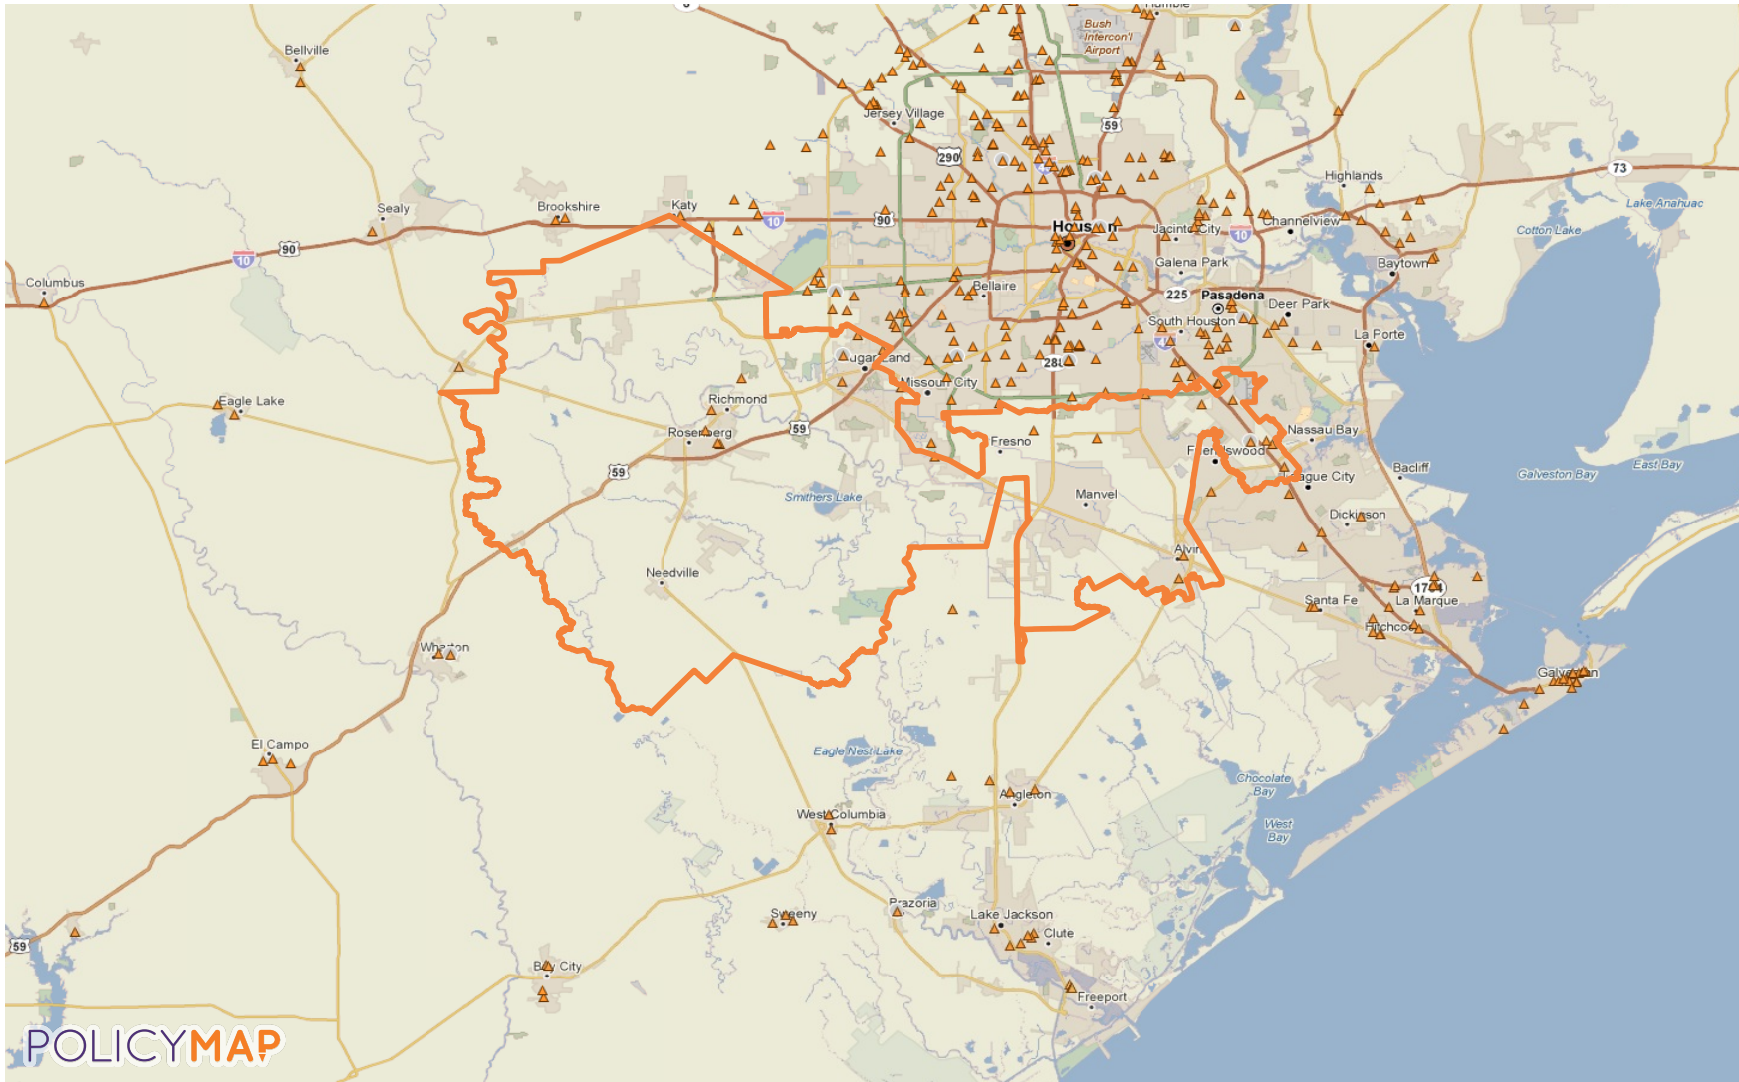 6
Humble
Bush
Intercon'l
Airport
Bellville
Jersey Village
59
290
73
Highlands
Lake Anahuac
Katy
Brookshire
Sealy
10
90
Channelview
Houston
Jacinto City
10
Cotton Lake
90
10
Galena Park
Baytown
Columbus
Bellaire
225
Pasadena
Deer Park
South Houston
La Porte
288
Sugar Land
Missouri City
Eagle Lake
Richmond
59
Rosenberg
Nassau Bay
Fresno
Friendswood
59
League City
Bacliff
East Bay
Galveston Bay
Smithers Lake
Manvel
Dickinson
Alvin
Needville
1764
Santa Fe
La Marque
Hitchcock
Wharton
Galveston
El Campo
Eagle Nest Lake
Chocolate
Bay
Angleton
West Columbia
West
Bay
Sweeny
Brazoria
Lake Jackson
Clute
59
Bay City
Freeport
POLICYMAP